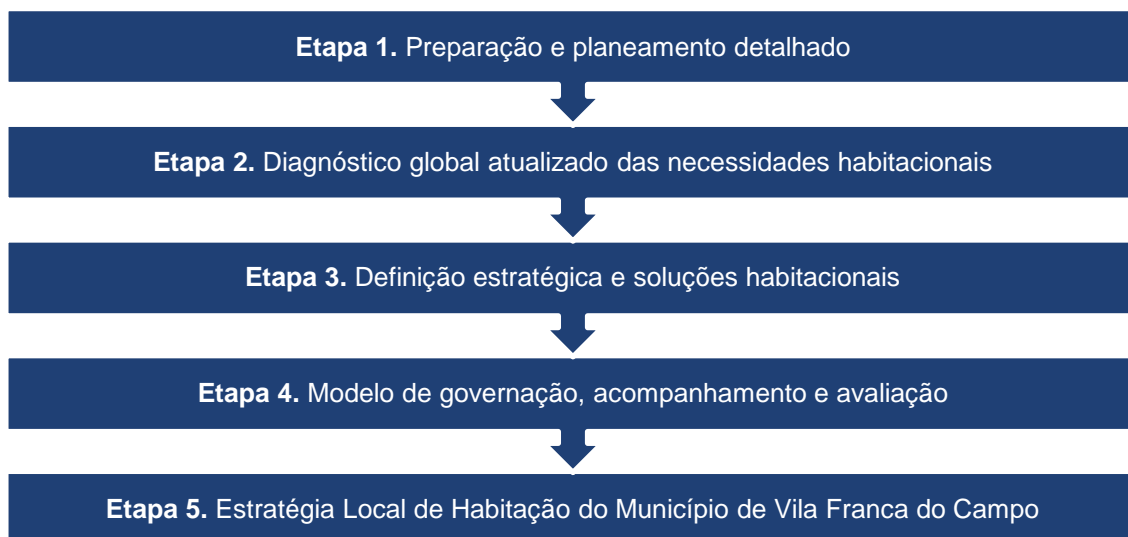 Etapa 1. Preparação e planeamento detalhado
Etapa 2. Diagnóstico global atualizado das necessidades habitacionais
Etapa 3. Definição estratégica e soluções habitacionais
Etapa 4. Modelo de governação, acompanhamento e avaliação
Etapa 5. Estratégia Local de Habitação do Município de Vila Franca do Campo